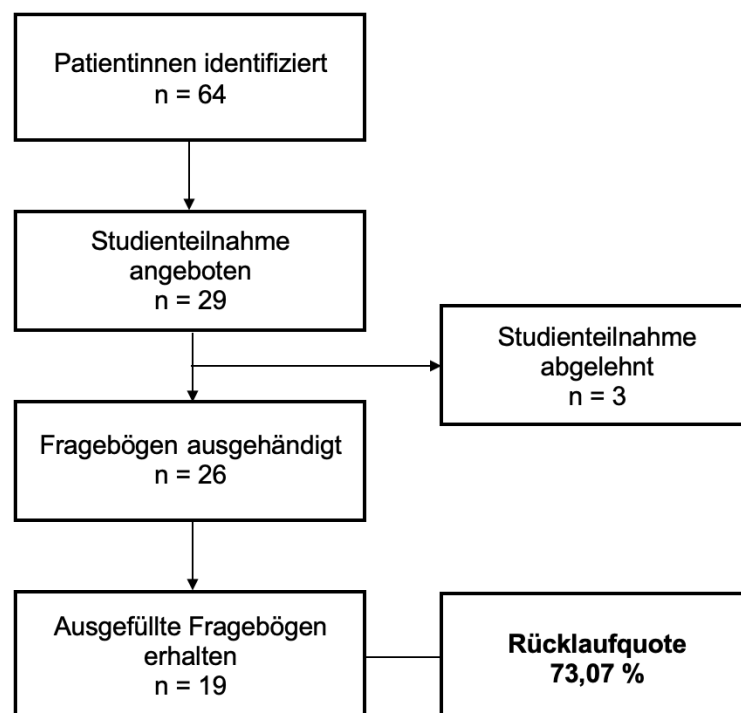 Patientinnen identifiziert
n = 64
Studienteilnahme
angeboten
n = 29
Studienteilnahme
abgelehnt
n = 3
Fragebögen ausgehändigt
n = 26
Ausgefüllte Fragebögen
erhalten
n = 19
Rücklaufquote
73,07 %